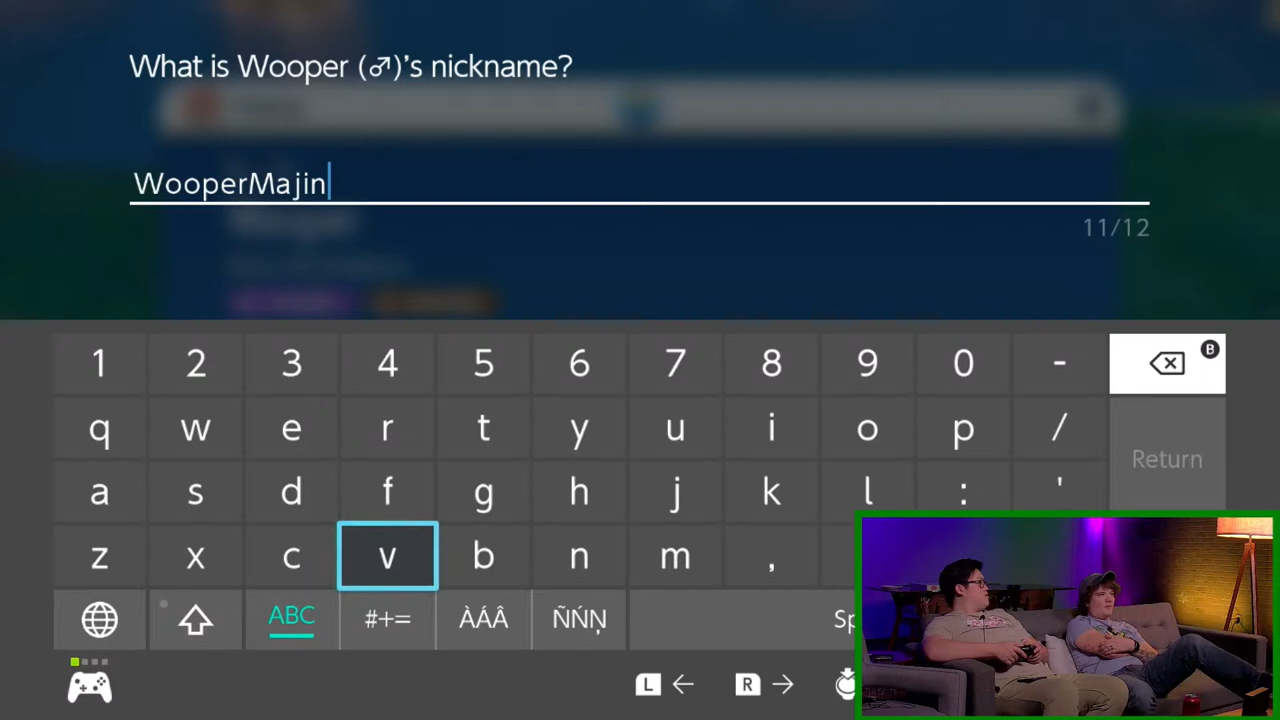 What is Wooper (♂)'s nickname?
WooperMajin
11/12
1 2 3 4 5 6 7 8 9 0 - B
q w e r t y u i o p / Return
a s d f g h j k l : '
z x c v b n m ,
ABC #+= ÀÁÂ ÑŃŅ Sp
L ← R →